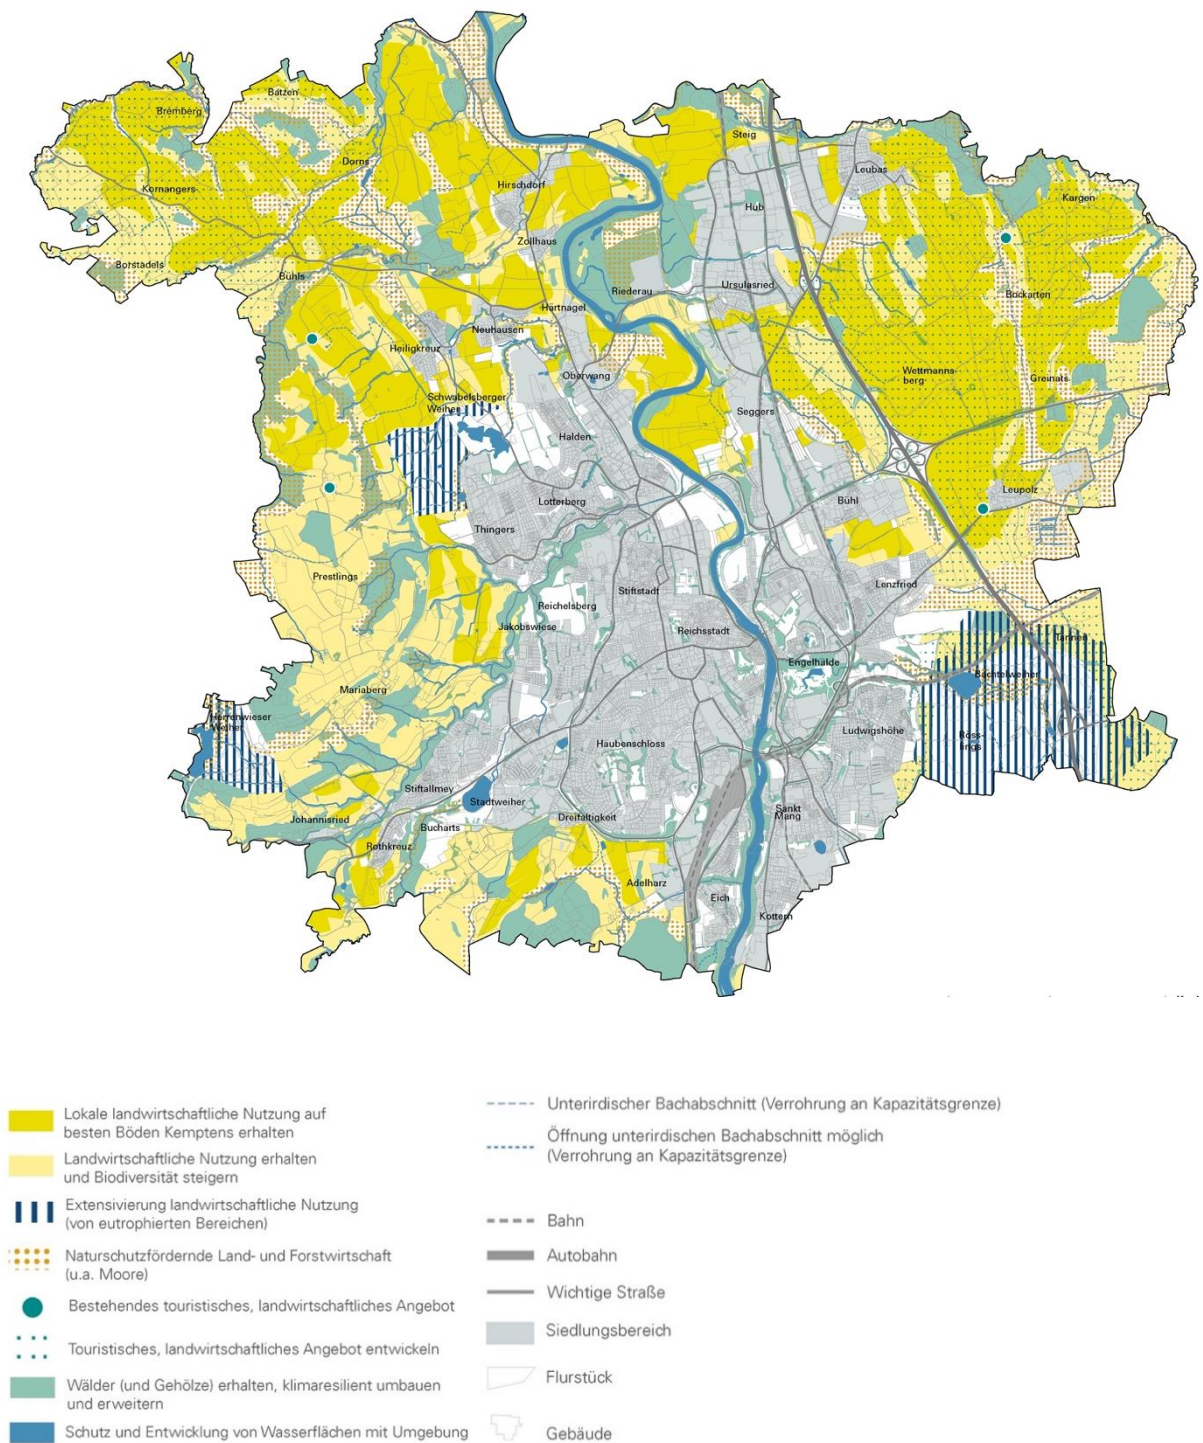 Batzen
Bremberg
Steig
Dorns
Leubas
Kornangers
Hirschdorf
Kargen
Hub
Zollhaus
Borstadels
Bühls
Ursulasried
Riederau
Bockarten
Härtnagel
Neuhausen
Heiligkreuz
Wettmanns-
berg
Oberwang
Greinats
Schwabelsberger
Weiher
Seggers
Halden
Leupolz
Lotterberg
Bühl
Thingers
Prestlings
Lenzfried
Stiftstadt
Reichelsberg
Jakobswiese
Reichsstadt
Tannen
Engelhalde
Bachtelweiher
Mariaberg
Herrenwieser
Weiher
Ludwigshöhe
Röss-
lings
Haubenschloss
Stiftallmey
Stadtweiher
Sankt
Mang
Johannisried
Dreifaltigkeit
Bucharts
Rothkreuz
Adelharz
Eich
Kottern
Lokale landwirtschaftliche Nutzung auf
besten Böden Kemptens erhalten
Landwirtschaftliche Nutzung erhalten
und Biodiversität steigern
Extensivierung landwirtschaftliche Nutzung
(von eutrophierten Bereichen)
Naturschutzfördernde Land- und Forstwirtschaft
(u.a. Moore)
Bestehendes touristisches, landwirtschaftliches Angebot
Touristisches, landwirtschaftliches Angebot entwickeln
Wälder (und Gehölze) erhalten, klimaresilient umbauen
und erweitern
Schutz und Entwicklung von Wasserflächen mit Umgebung
Unterirdischer Bachabschnitt (Verrohrung an Kapazitätsgrenze)
Öffnung unterirdischen Bachabschnitt möglich
(Verrohrung an Kapazitätsgrenze)
Bahn
Autobahn
Wichtige Straße
Siedlungsbereich
Flurstück
Gebäude